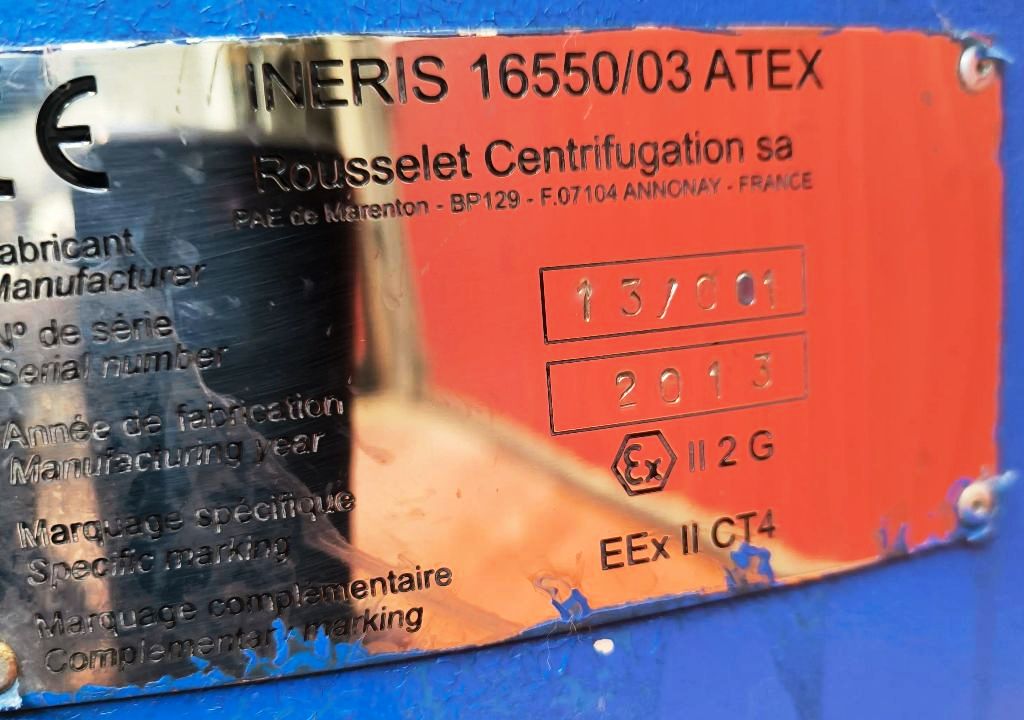 CE INERIS 16550/03 ATEX
Rousselet Centrifugation sa
PAE de Marenton - BP129 - F.07104 ANNONAY - FRANCE
abricant
Manufacturer
13/001
N° de série
Serial number
2013
Année de fabrication
Manufacturing year
Ex II 2 G
Marquage spécifique
Specific marking
EEx II CT4
Marquage complémentaire
Complementary marking